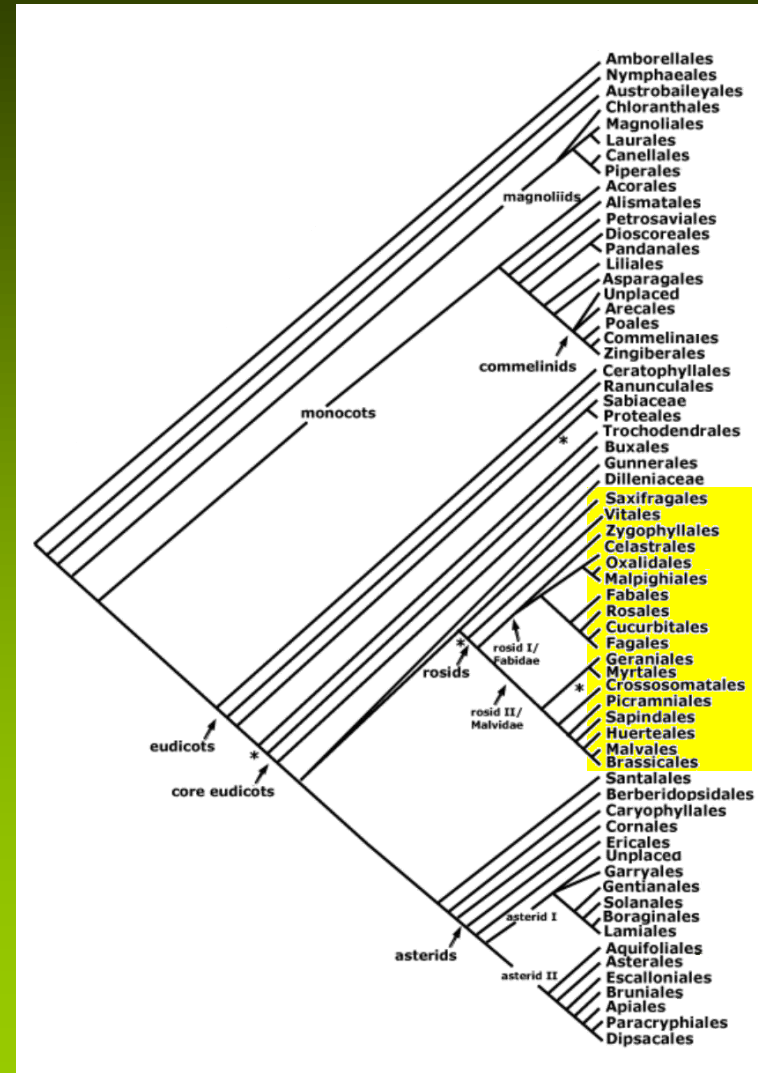 Amborellales
Nymphaeales
Austrobaileyales
Chloranthales
Magnoliales
Laurales
Canellales
Piperales
Acorales
magnoliids
Alismatales
Petrosaviales
Dioscoreales
Pandanales
Liliales
Asparagales
Unplaced
Arecales
Poales
Commelinales
Zingiberales
commelinids
Ceratophyllales
Ranunculales
Sabiaceae
monocots
Proteales
Trochodendrales
*
Buxales
Gunnerales
Dilleniaceae
Saxifragales
Vitales
Zygophyllales
Celastrales
Oxalidales
Malpighiales
Fabales
Rosales
Cucurbitales
Fagales
*
rosid I/
Fabidae
rosids
Geraniales
Myrtales
Crossosomatales
*
Picramniales
rosid II/
Malvidae
Sapindales
Huerteales
Malvales
Brassicales
eudicots
*
core eudicots
Santalales
Berberidopsidales
Caryophyllales
Cornales
Ericales
Unplaced
Garryales
Gentianales
Solanales
asterid I
Boraginales
Lamiales
asterids
Aquifoliales
Asterales
asterid II
Escalloniales
Bruniales
Apiales
Paracryphiales
Dipsacales